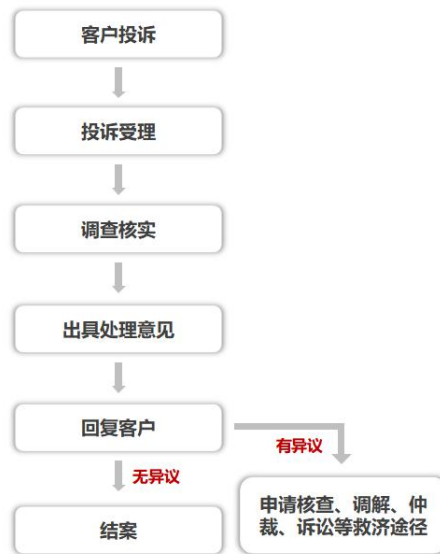 客户投诉
投诉受理
调查核实
出具处理意见
回复客户
有异议
无异议
申请核查、调解、仲
裁、诉讼等救济途径
结案